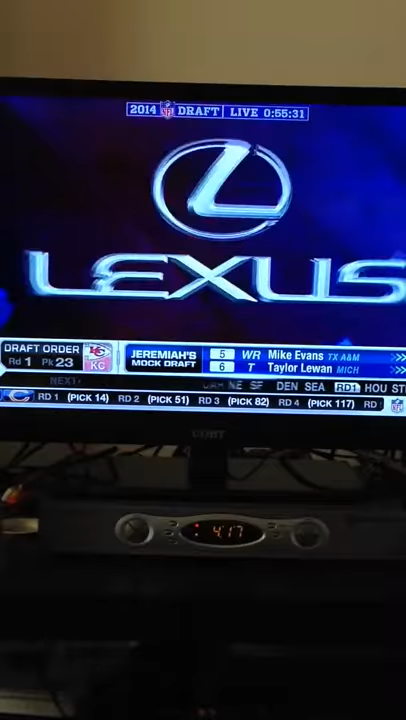 2014 NFL DRAFT LIVE 0:55:31
LEXUS
DRAFT ORDER
Rd 1 Pk 23 KC
JEREMIAH'S
MOCK DRAFT
5 WR Mike Evans TX A&M >>>
6 T Taylor Lewan MICH >>>
NEXT
NE SF DEN SEA RD1 HOU
RD 1 (PICK 14) RD 2 (PICK 51) RD 3 (PICK 82) RD 4 (PICK 117) RD
COBY
4:17